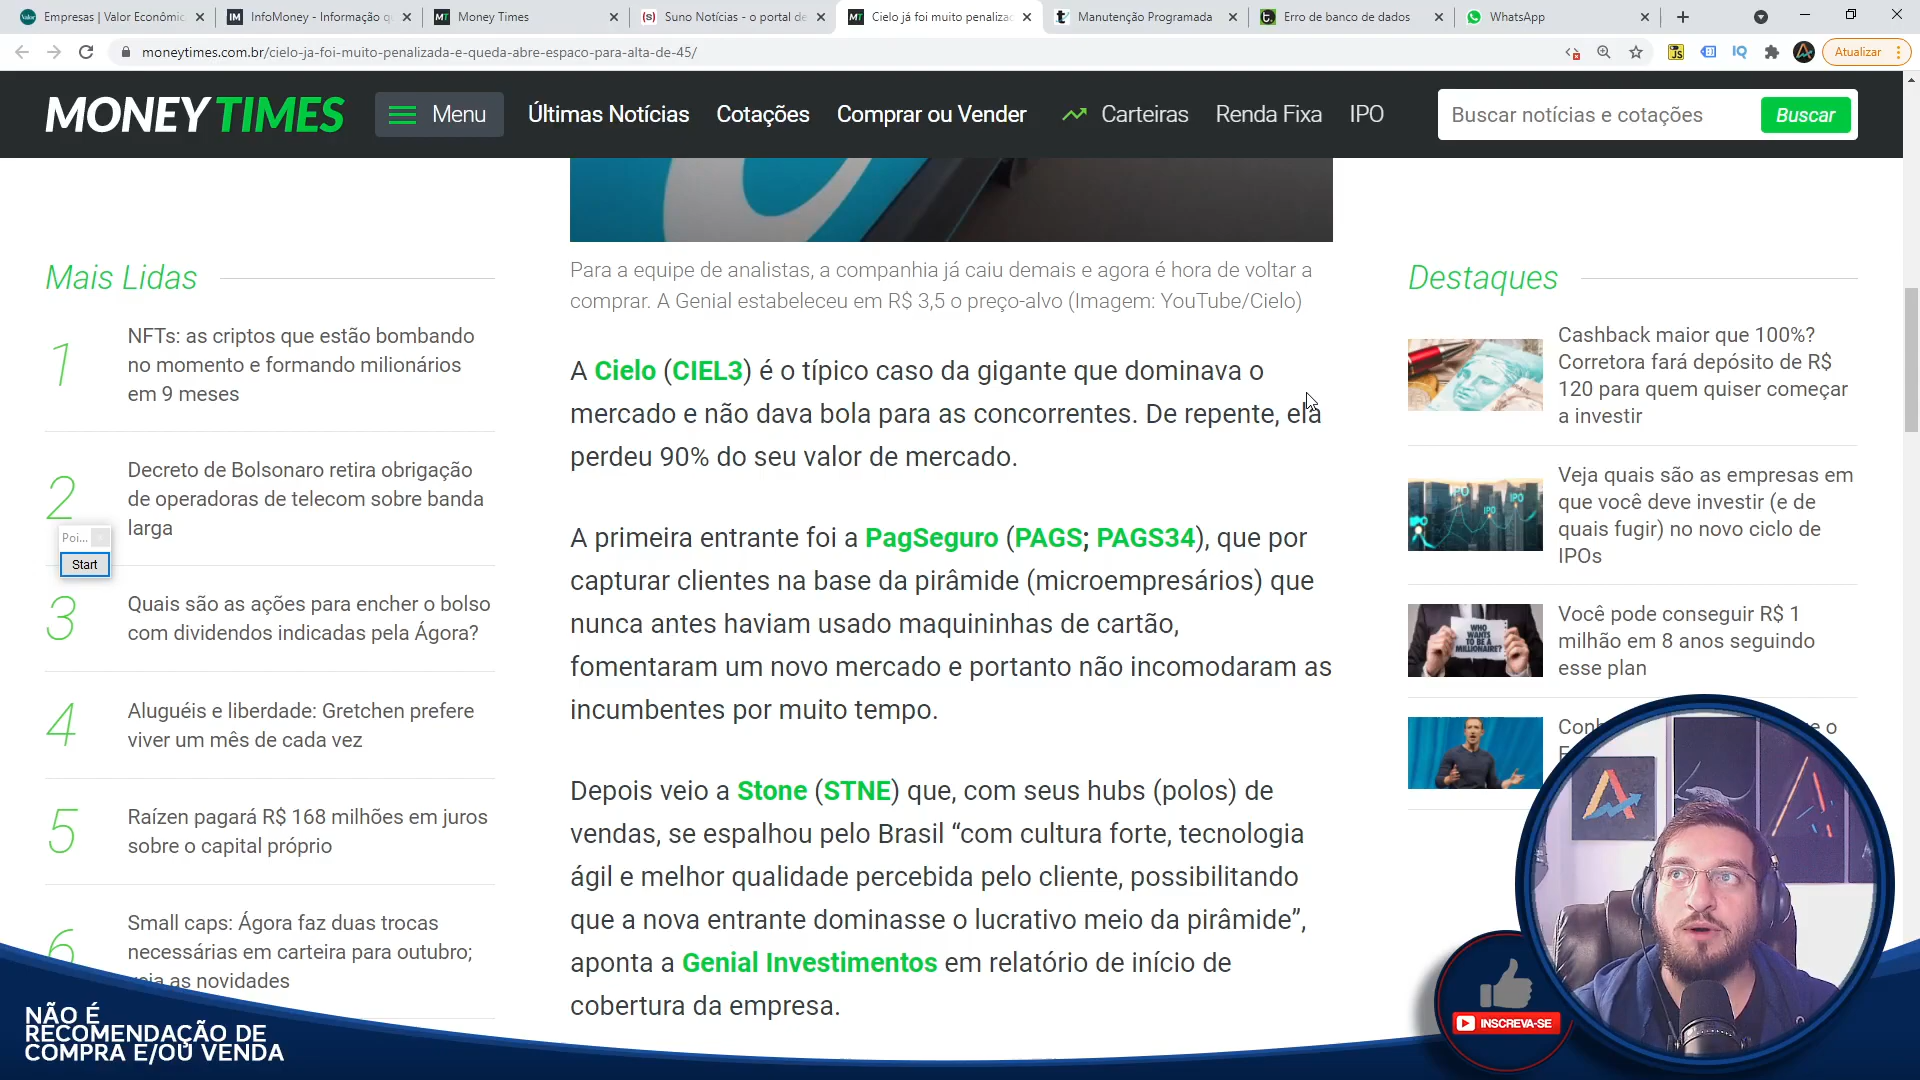 Empresas | Valor Econômic
InfoMoney - Informação q
Money Times
Suno Notícias - o portal de
Cielo já foi muito penalizac
Manutenção Programada
Erro de banco de dados
WhatsApp
moneytimes.com.br/cielo-ja-foi-muito-penalizada-e-queda-abre-espaco-para-alta-de-45/
Atualizar
MONEY TIMES
Menu
Últimas Notícias
Cotações
Comprar ou Vender
Carteiras
Renda Fixa
IPO
Buscar notícias e cotações
Buscar
Mais Lidas
1
NFTs: as criptos que estão bombando
no momento e formando milionários
em 9 meses
2
Decreto de Bolsonaro retira obrigação
de operadoras de telecom sobre banda
larga
Poi...
Start
3
Quais são as ações para encher o bolso
com dividendos indicadas pela Ágora?
4
Aluguéis e liberdade: Gretchen prefere
viver um mês de cada vez
5
Raízen pagará R$ 168 milhões em juros
sobre o capital próprio
6
Small caps: Ágora faz duas trocas
necessárias em carteira para outubro;
veja as novidades
Para a equipe de analistas, a companhia já caiu demais e agora é hora de voltar a
comprar. A Genial estabeleceu em R$ 3,5 o preço-alvo (Imagem: YouTube/Cielo)
A Cielo (CIEL3) é o típico caso da gigante que dominava o
mercado e não dava bola para as concorrentes. De repente, ela
perdeu 90% do seu valor de mercado.
A primeira entrante foi a PagSeguro (PAGS; PAGS34), que por
capturar clientes na base da pirâmide (microempresários) que
nunca antes haviam usado maquininhas de cartão,
fomentaram um novo mercado e portanto não incomodaram as
incumbentes por muito tempo.
Depois veio a Stone (STNE) que, com seus hubs (polos) de
vendas, se espalhou pelo Brasil “com cultura forte, tecnologia
ágil e melhor qualidade percebida pelo cliente, possibilitando
que a nova entrante dominasse o lucrativo meio da pirâmide”,
aponta a Genial Investimentos em relatório de início de
cobertura da empresa.
Destaques
Cashback maior que 100%?
Corretora fará depósito de R$
120 para quem quiser começar
a investir
IPO
IPO
IPO
Veja quais são as empresas em
que você deve investir (e de
quais fugir) no novo ciclo de
IPOs
WHO
WANTS
TO BE A
MILLIONAIRE?
Você pode conseguir R$ 1
milhão em 8 anos seguindo
esse plan
NÃO É
RECOMENDAÇÃO DE
COMPRA E/OU VENDA
INSCREVA-SE